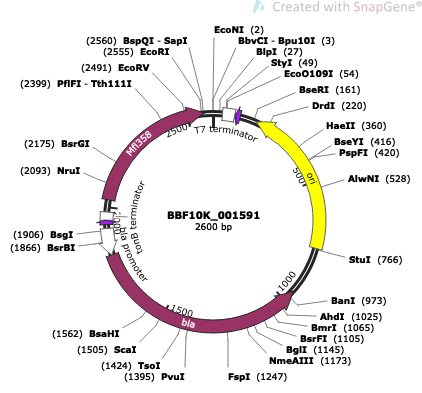 Created with SnapGene®
EcoNI (2)
BbvCI - Bpu10I (3)
BlpI (27)
StyI (49)
EcoO109I (54)
BseRI (161)
DrdI (220)
HaeII (360)
BseYI (416)
PspFI (420)
AlwNI (528)
StuI (766)
BanI (973)
AhdI (1025)
BmrI (1065)
BsrFI (1105)
BglI (1145)
NmeAIII (1173)
FspI (1247)
(1395) PvuI
(1424) TsoI
(1505) ScaI
(1562) BsaHI
(1866) BsrBI
(1906) BsgI
(2093) NruI
(2175) BsrGI
(2399) PflFI - Tth111I
(2491) EcoRV
(2555) EcoRI
(2560) BspQI - SapI
T7 terminator
ori
bla
bla promoter
tonB terminator
Mfl358
500
1000
1500
2500
BBF10K_001591
2600 bp